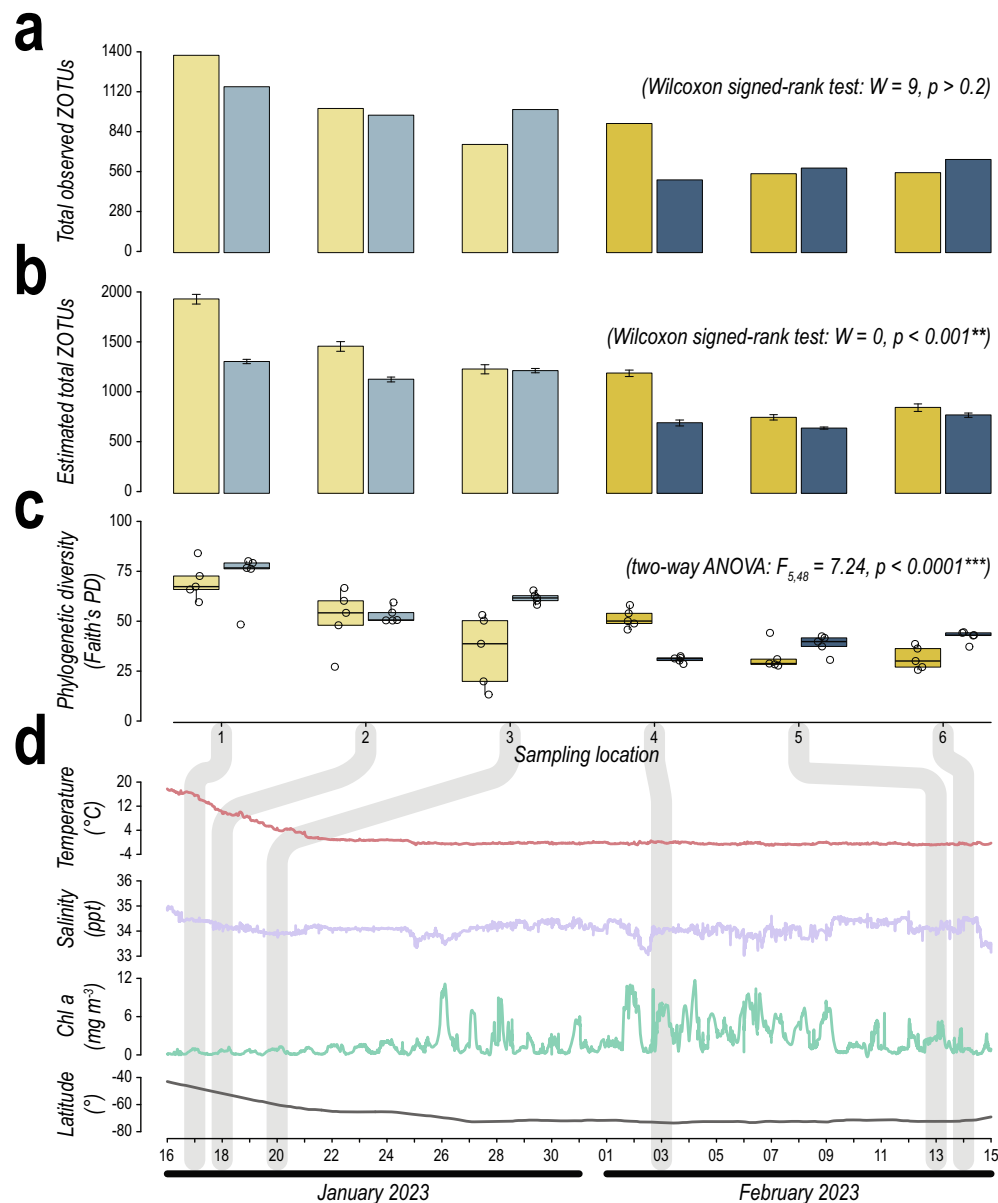 a
Total observed ZOTUs
1400
1120
840
560
280
0
(Wilcoxon signed-rank test: W = 9, p > 0.2)
b
Estimated total ZOTUs
2000
1500
1000
500
0
(Wilcoxon signed-rank test: W = 0, p < 0.001**)
c
Phylogenetic diversity
(Faith's PD)
100
75
50
25
0
(two-way ANOVA: F5,48 = 7.24, p < 0.0001***)
1 2 3 4 5 6
Sampling location
d
Temperature
(°C)
20
12
4
-4
Salinity
(ppt)
36
35
34
33
Chl a
(mg m-3)
12
6
0
Latitude
(°)
-40
-60
-80
16 18 20 22 24 26 28 30 01 03 05 07 09 11 13 15
January 2023 February 2023